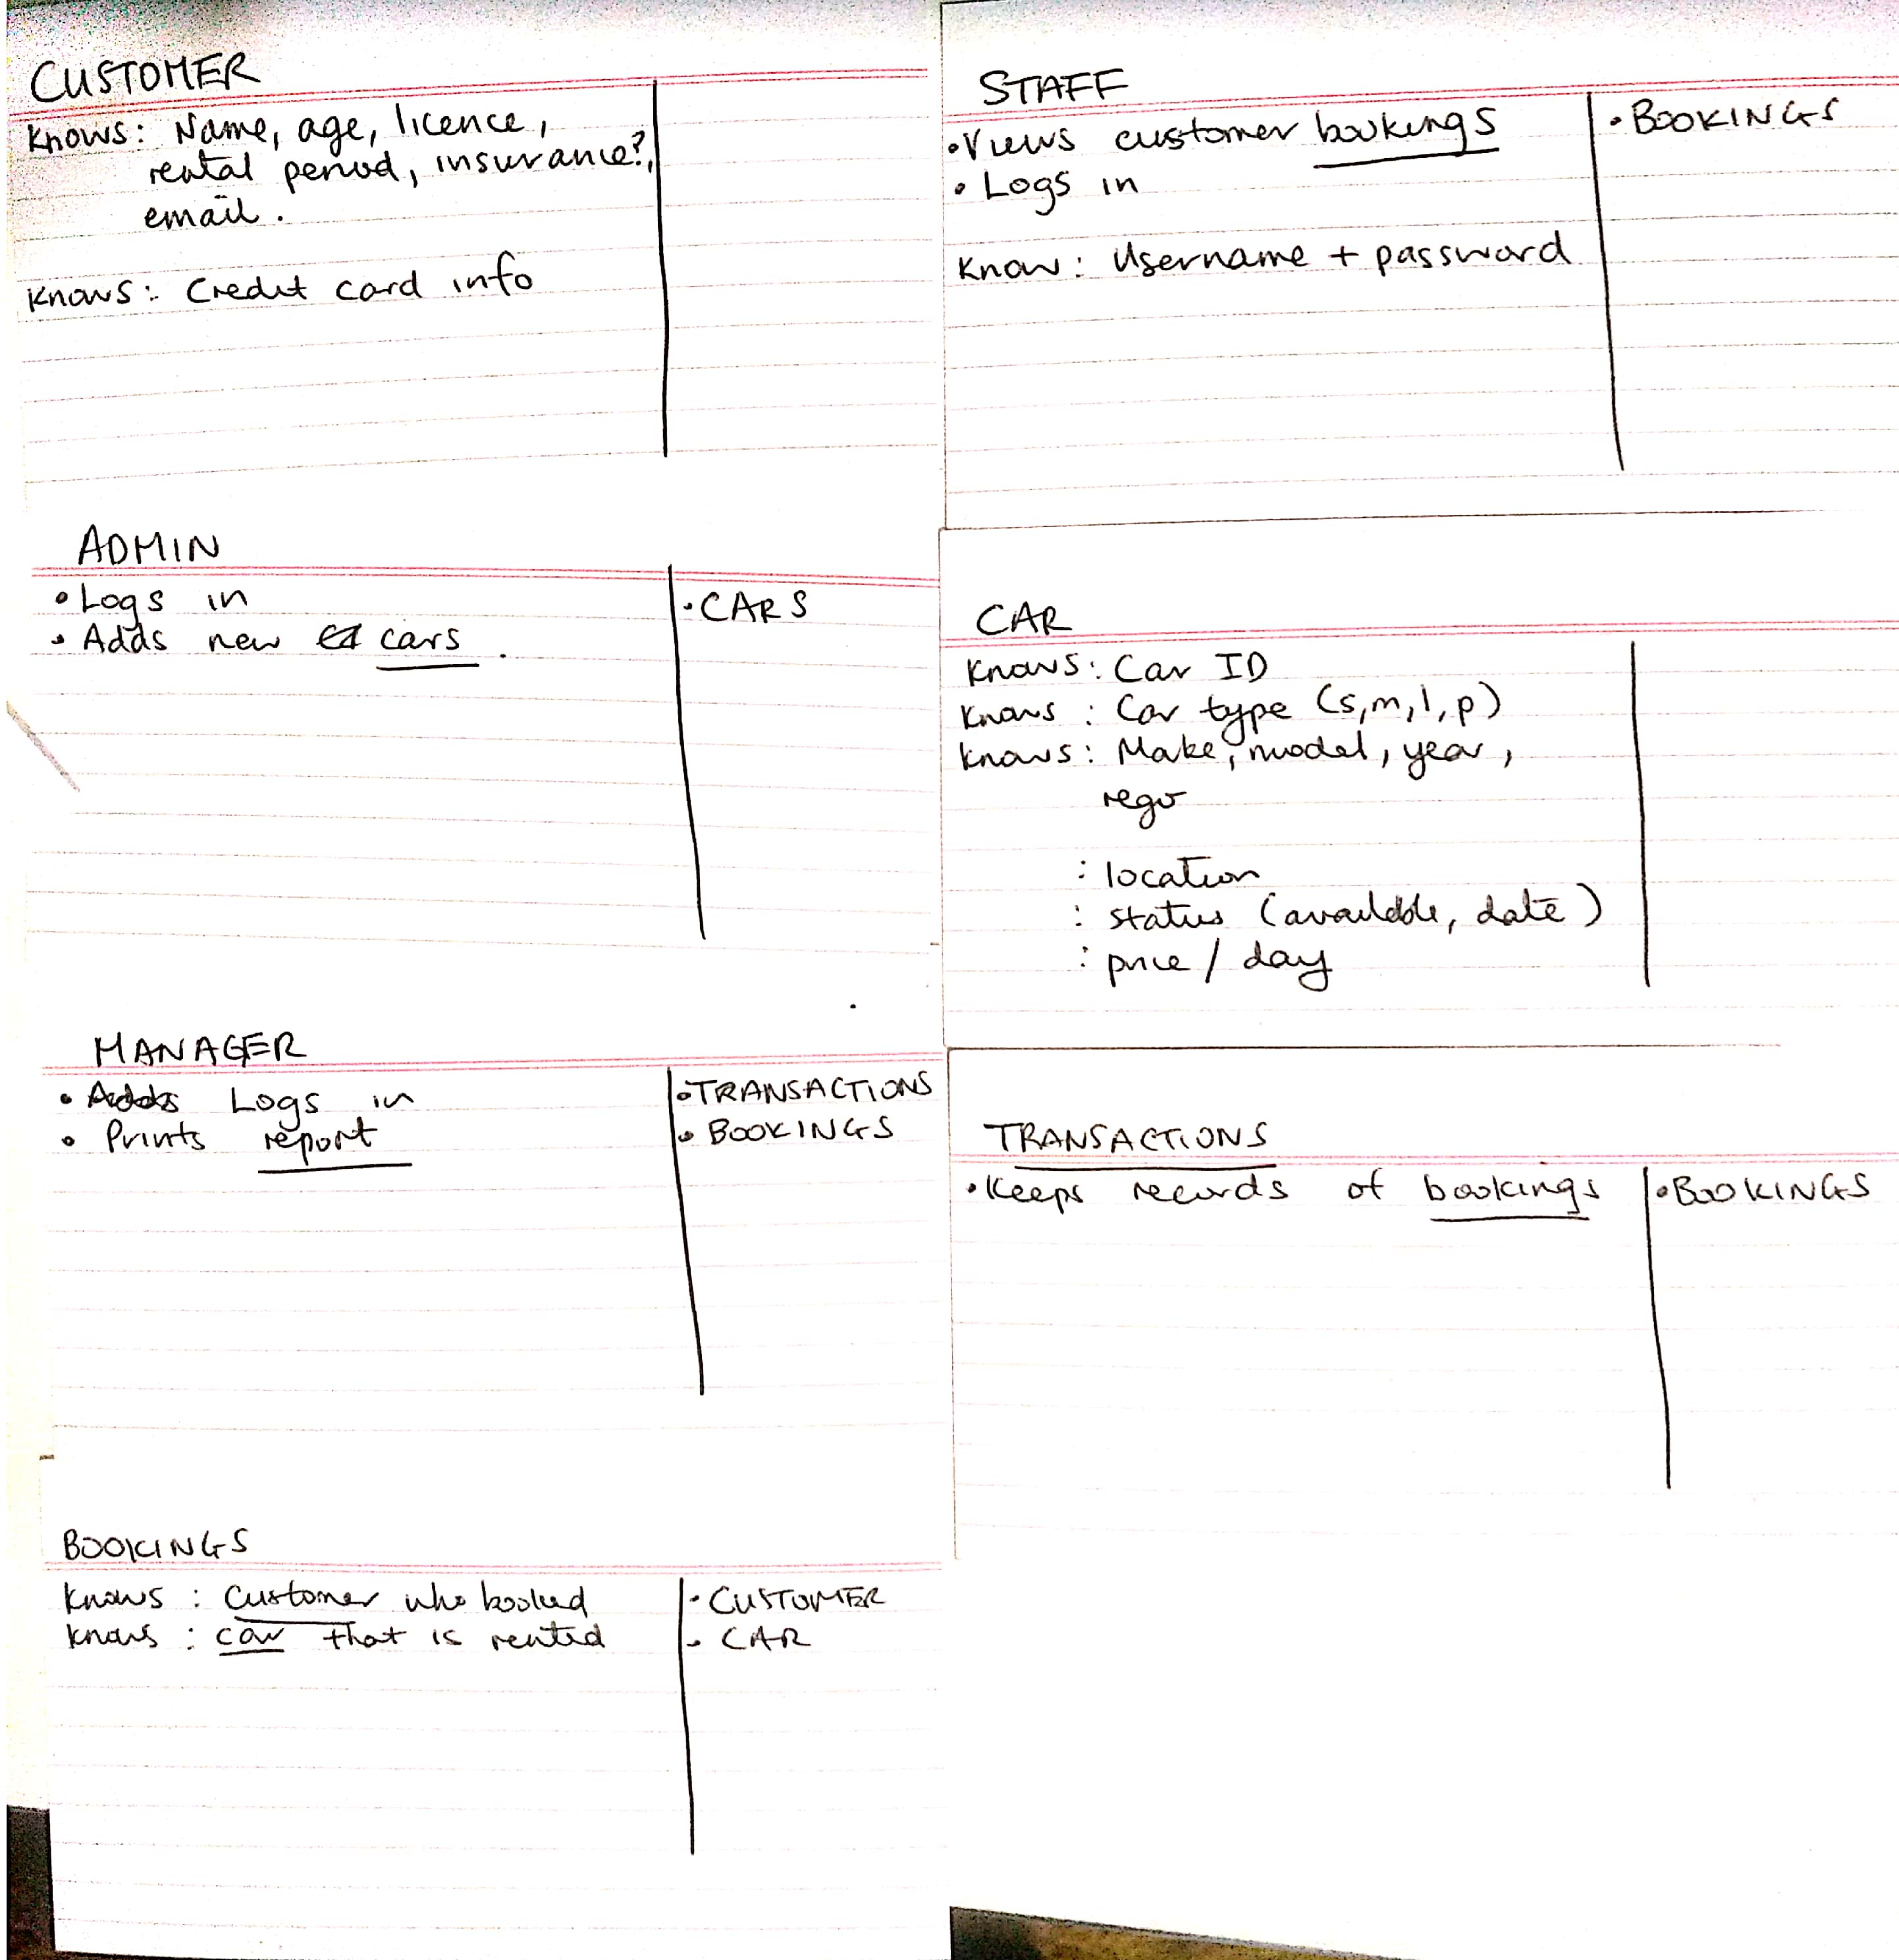 CUSTOMER
Knows: Name, age, licence,
rental period, insurance?,
email.
Knows: Credit card info
STAFF
• Views customer bookings
• Logs in
Know: Username + password
• BOOKINGS
ADMIN
• Logs in
• Adds new cars.
• CARS
CAR
Knows: Car ID
Knows: Car type (s,m,l,p)
Knows: Make, model, year,
rego
: location
: status (available, date)
: price / day
MANAGER
• Adds Logs in
• Prints report
• TRANSACTIONS
• BOOKINGS
TRANSACTIONS
• Keeps records of bookings
• BOOKINGS
BOOKINGS
Knows: Customer who booked
Knows: car that is rented
• CUSTOMER
• CAR